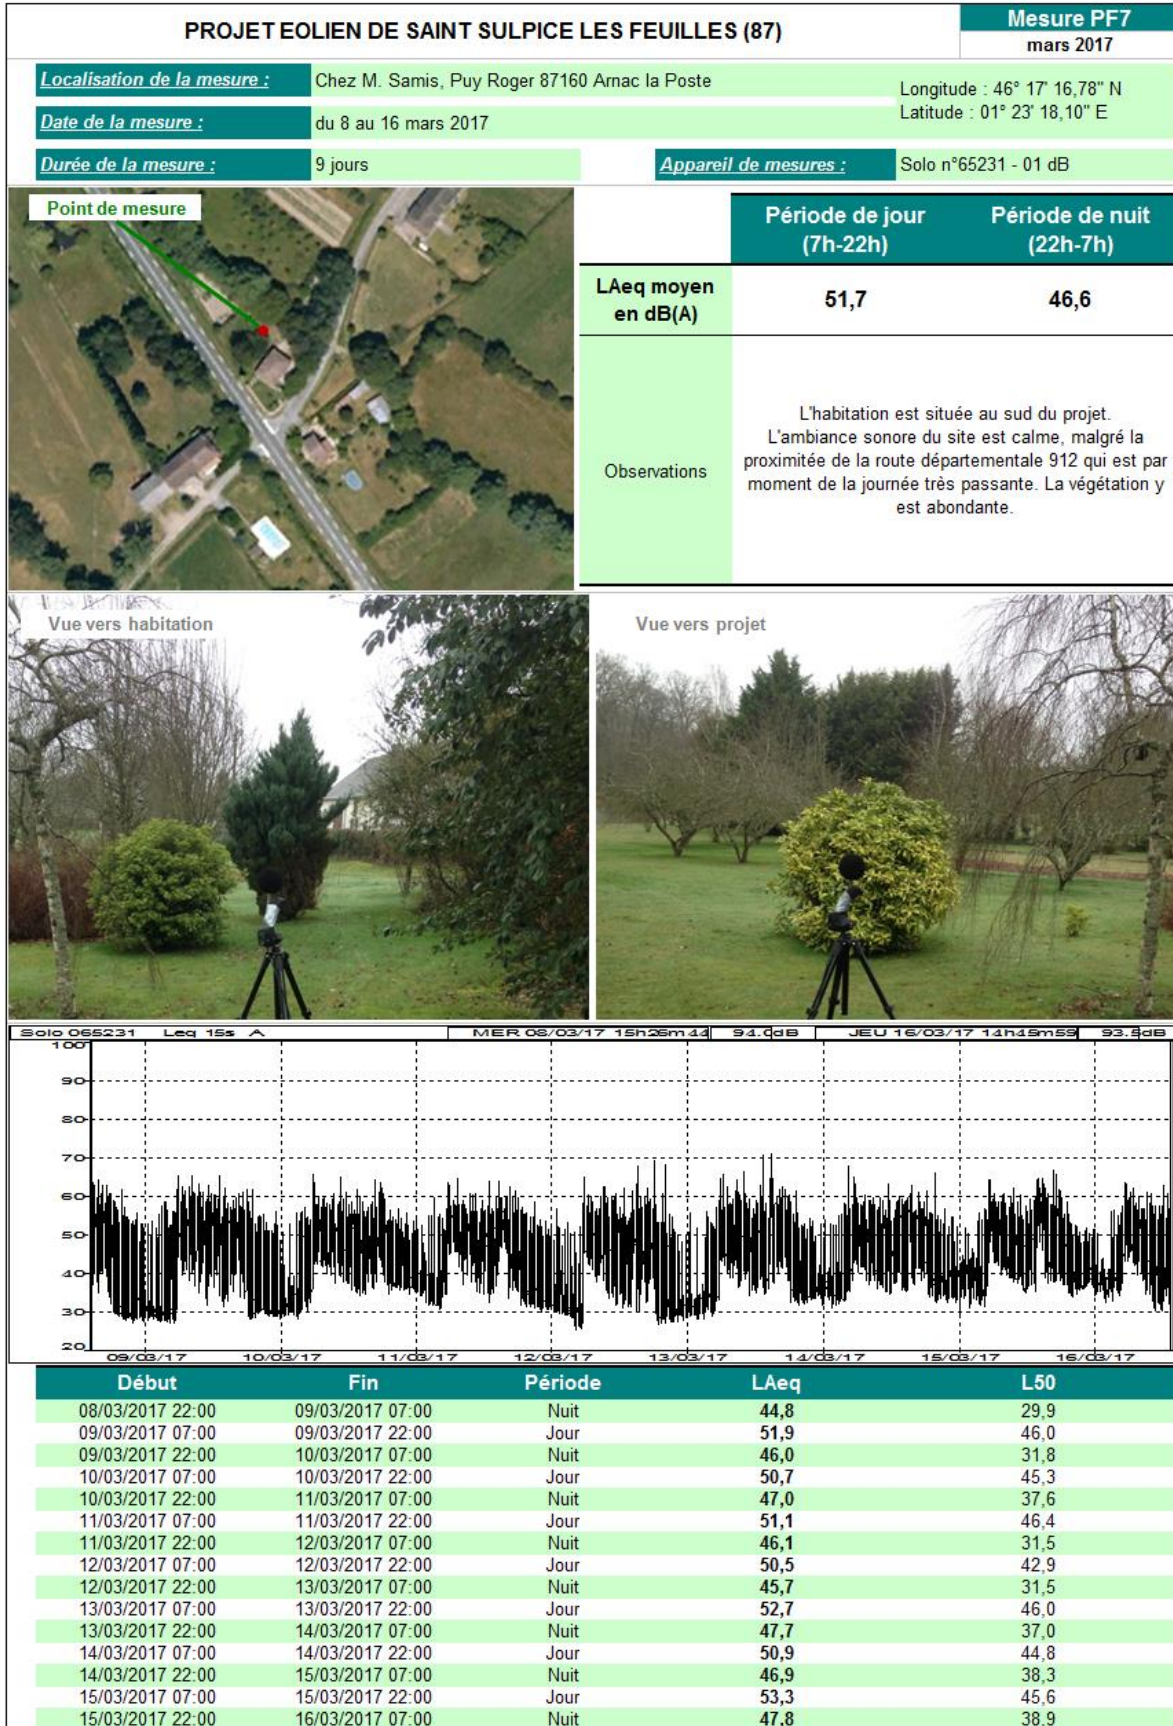 PROJET EOLIEN DE SAINT SULPICE LES FEUILLES (87)
Mesure PF7
mars 2017
Localisation de la mesure :
Chez M. Samis, Puy Roger 87160 Arnac la Poste
Longitude : 46° 17' 16,78" N
Latitude : 01° 23' 18,10" E
Date de la mesure :
du 8 au 16 mars 2017
Durée de la mesure :
9 jours
Appareil de mesures :
Solo n°65231 - 01 dB
Point de mesure
Période de jour
(7h-22h)
Période de nuit
(22h-7h)
LAeq moyen
en dB(A)
51,7
46,6
Observations
L'habitation est située au sud du projet.
L'ambiance sonore du site est calme, malgré la
proximitée de la route départementale 912 qui est par
moment de la journée très passante. La végétation y
est abondante.
Vue vers habitation
Vue vers projet
Solo 065231 Leq 15s A MER 08/03/17 15h26m44 94.0dB JEU 16/03/17 14h45m59 93.5dB
100
90
80
70
60
50
40
30
20
09/03/17 10/03/17 11/03/17 12/03/17 13/03/17 14/03/17 15/03/17 16/03/17
Début Fin Période LAeq L50
08/03/2017 22:00 09/03/2017 07:00 Nuit 44,8 29,9
09/03/2017 07:00 09/03/2017 22:00 Jour 51,9 46,0
09/03/2017 22:00 10/03/2017 07:00 Nuit 46,0 31,8
10/03/2017 07:00 10/03/2017 22:00 Jour 50,7 45,3
10/03/2017 22:00 11/03/2017 07:00 Nuit 47,0 37,6
11/03/2017 07:00 11/03/2017 22:00 Jour 51,1 46,4
11/03/2017 22:00 12/03/2017 07:00 Nuit 46,1 31,5
12/03/2017 07:00 12/03/2017 22:00 Jour 50,5 42,9
12/03/2017 22:00 13/03/2017 07:00 Nuit 45,7 31,5
13/03/2017 07:00 13/03/2017 22:00 Jour 52,7 46,0
13/03/2017 22:00 14/03/2017 07:00 Nuit 47,7 37,0
14/03/2017 07:00 14/03/2017 22:00 Jour 50,9 44,8
14/03/2017 22:00 15/03/2017 07:00 Nuit 46,9 38,3
15/03/2017 07:00 15/03/2017 22:00 Jour 53,3 45,6
15/03/2017 22:00 16/03/2017 07:00 Nuit 47,8 38,9